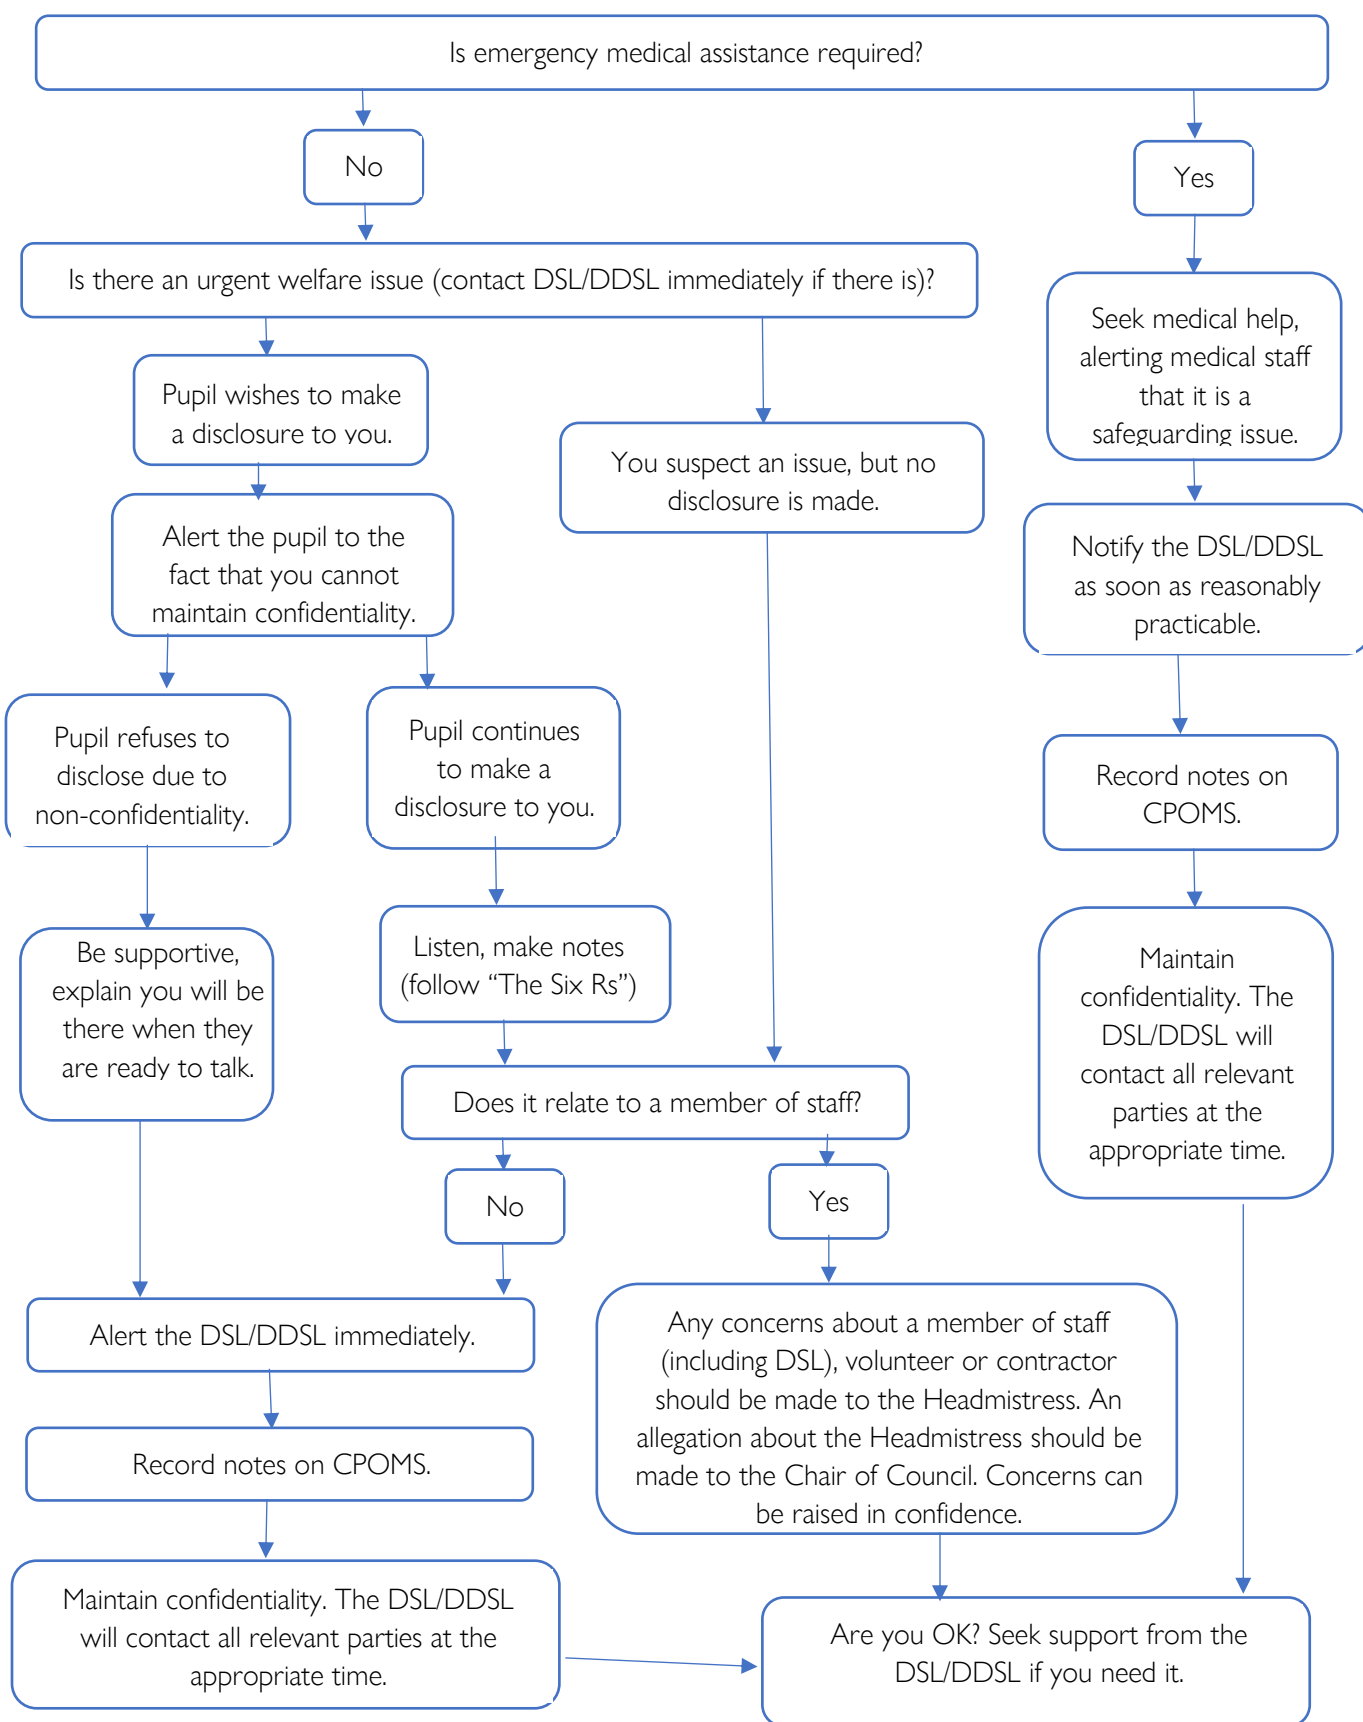 Is emergency medical assistance required?
No
Yes
Is there an urgent welfare issue (contact DSL/DDSL immediately if there is)?
Seek medical help,
alerting medical staff
that it is a
safeguarding issue.
Pupil wishes to make
a disclosure to you.
You suspect an issue, but no
disclosure is made.
Alert the pupil to the
fact that you cannot
maintain confidentiality.
Notify the DSL/DDSL
as soon as reasonably
practicable.
Pupil refuses to
disclose due to
non-confidentiality.
Pupil continues
to make a
disclosure to you.
Record notes on
CPOMS.
Be supportive,
explain you will be
there when they
are ready to talk.
Listen, make notes
(follow “The Six Rs”)
Maintain
confidentiality. The
DSL/DDSL will
contact all relevant
parties at the
appropriate time.
Does it relate to a member of staff?
No
Yes
Alert the DSL/DDSL immediately.
Any concerns about a member of staff
(including DSL), volunteer or contractor
should be made to the Headmistress. An
allegation about the Headmistress should be
made to the Chair of Council. Concerns can
be raised in confidence.
Record notes on CPOMS.
Maintain confidentiality. The DSL/DDSL
will contact all relevant parties at the
appropriate time.
Are you OK? Seek support from the
DSL/DDSL if you need it.